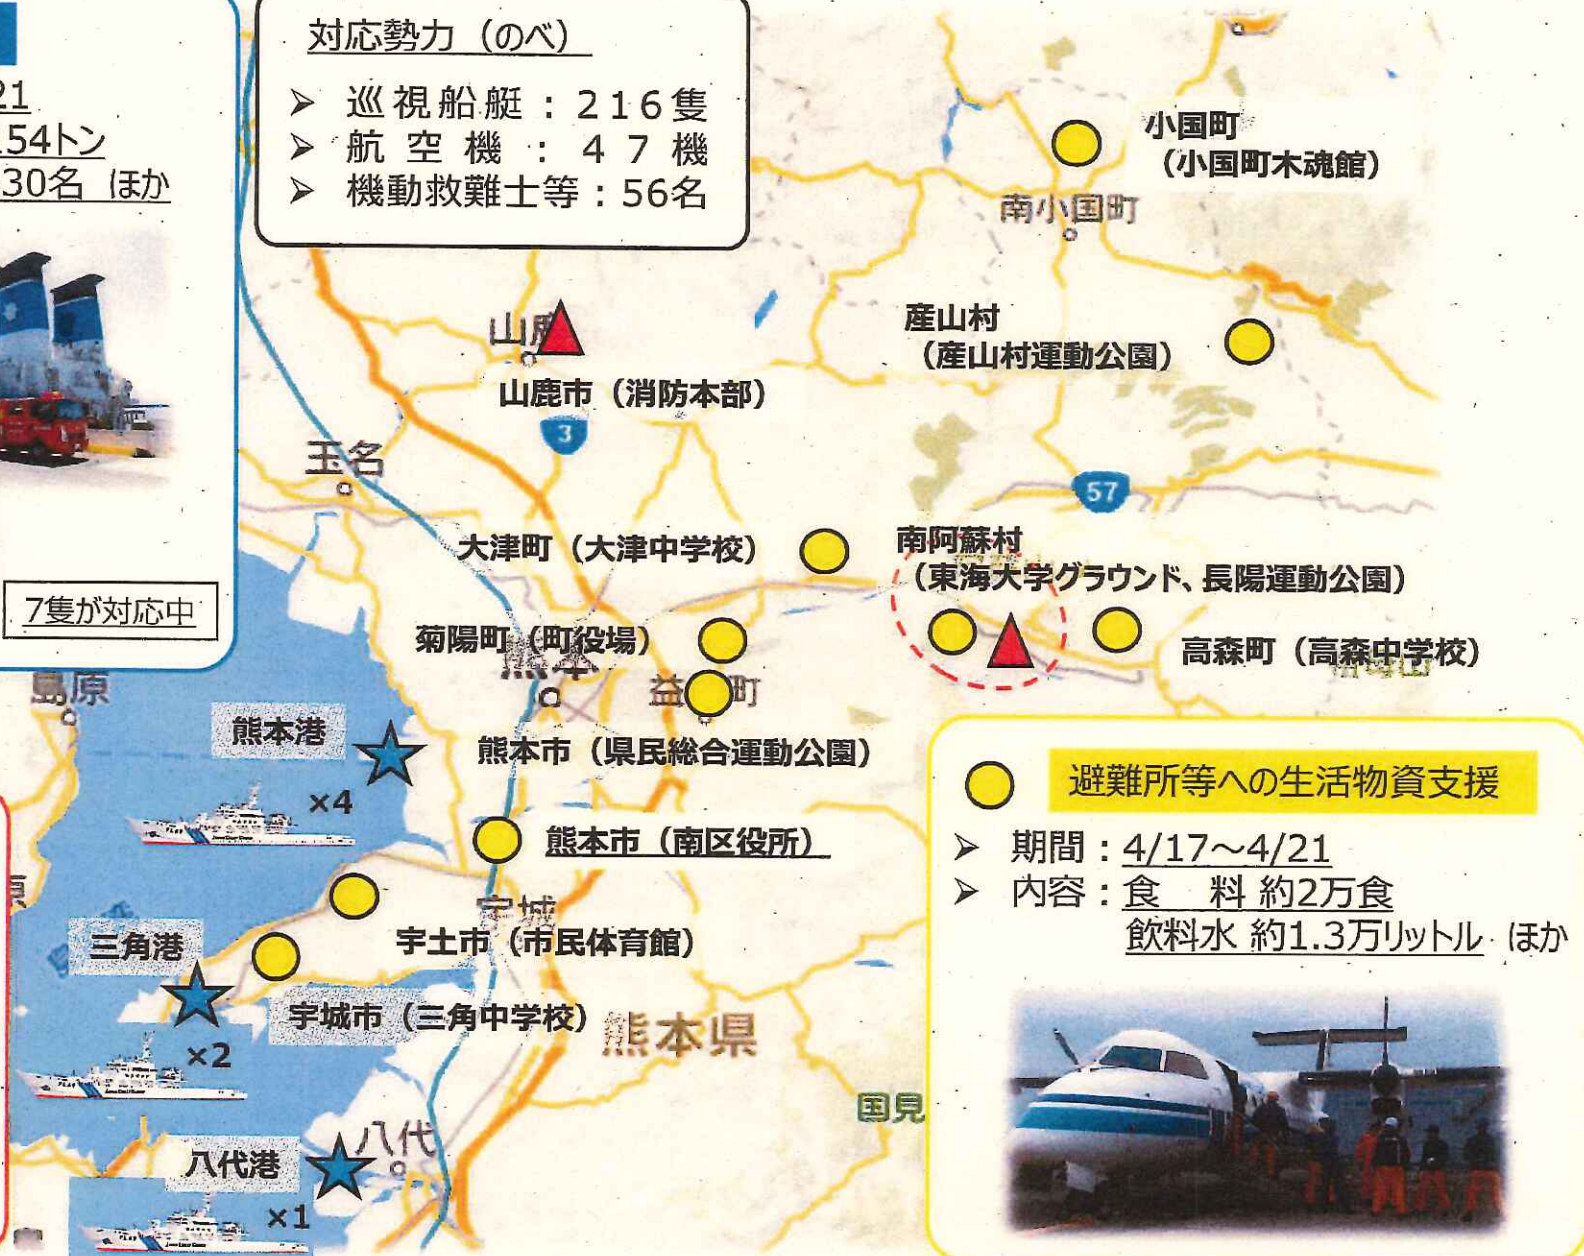 21
154トン
30名 ほか
7隻が対応中
対応勢力（のべ）
➢ 巡視船艇：216隻
➢ 航空機：47機
➢ 機動救難士等：56名
小国町
（小国町木魂館）
南小国町
産山村
（産山村運動公園）
山鹿
山鹿市（消防本部）
3
玉名
57
大津町（大津中学校）
南阿蘇村
（東海大学グラウンド、長陽運動公園）
菊陽町（町役場）
熊本
高森町（高森中学校）
益 町
島原
熊本港
×4
熊本市（県民総合運動公園）
熊本市（南区役所）
宇城
宇土市（市民体育館）
三角港
×2
宇城市（三角中学校）
熊本県
国見
八代
八代港
×1
避難所等への生活物資支援
➢ 期間：4/17～4/21
➢ 内容：食　料 約2万食
飲料水 約1.3万リットル ほか